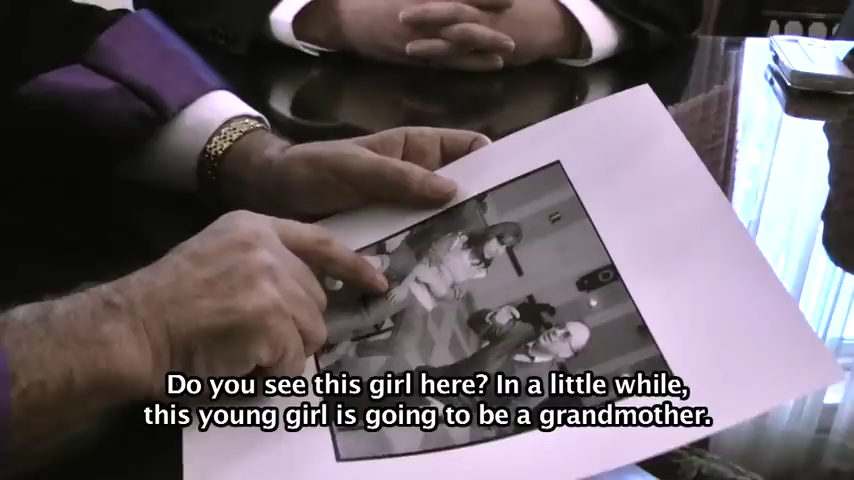 Do you see this girl here? In a little while,
this young girl is going to be a grandmother.